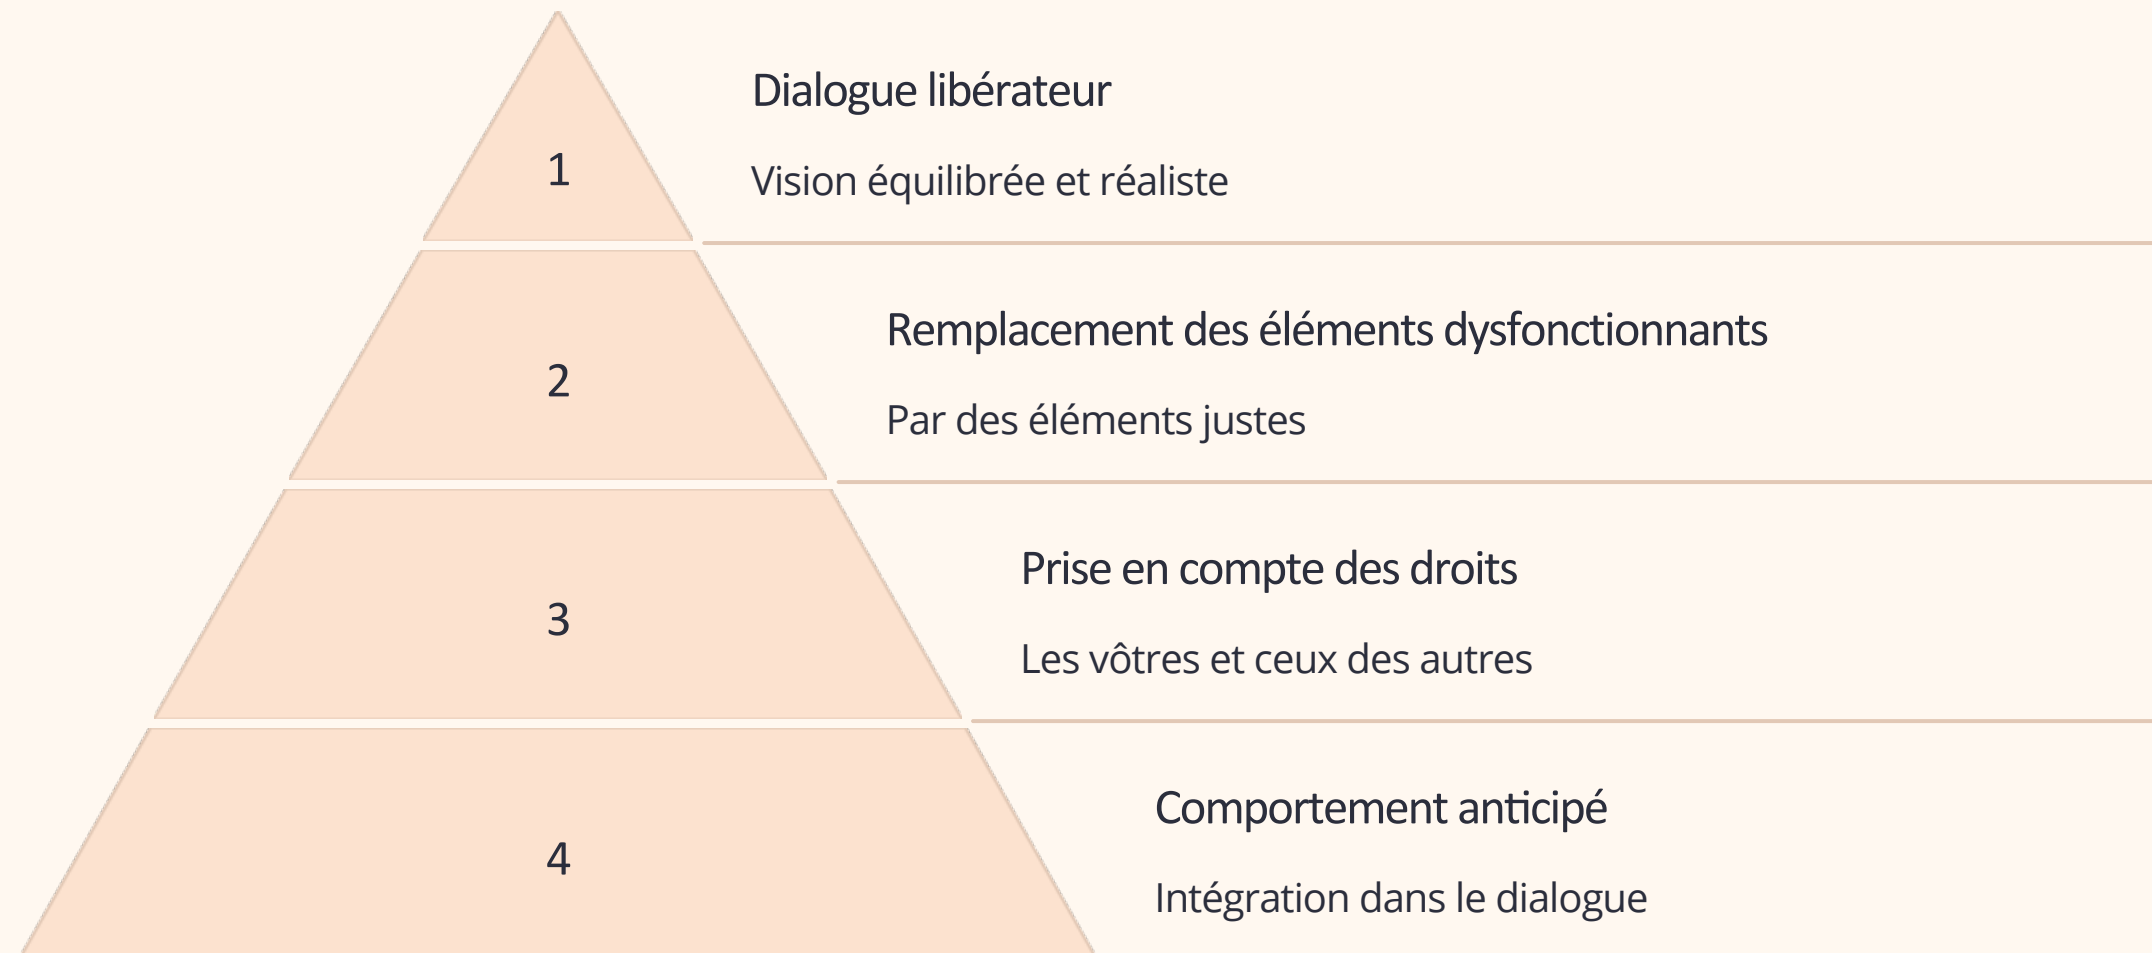 1
Dialogue libérateur
Vision équilibrée et réaliste
2
Remplacement des éléments dysfonctionnants
Par des éléments justes
3
Prise en compte des droits
Les vôtres et ceux des autres
4
Comportement anticipé
Intégration dans le dialogue